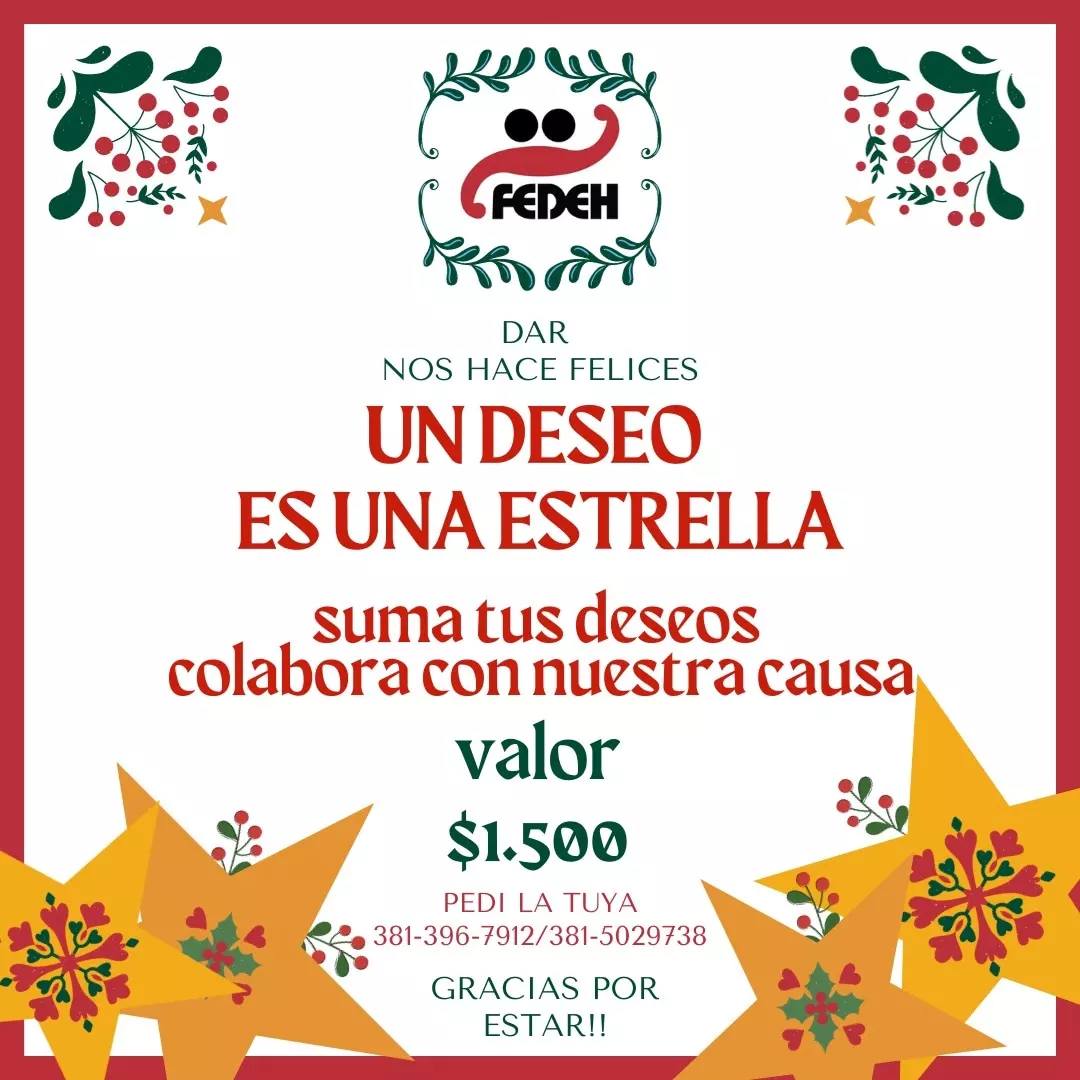 FEDEH
DAR
NOS HACE FELICES
UN DESEO
ES UNA ESTRELLA
suma tus deseos
colabora con nuestra causa
valor
$1.500
PEDI LA TUYA
381-396-7912/381-5029738
GRACIAS POR
ESTAR!!